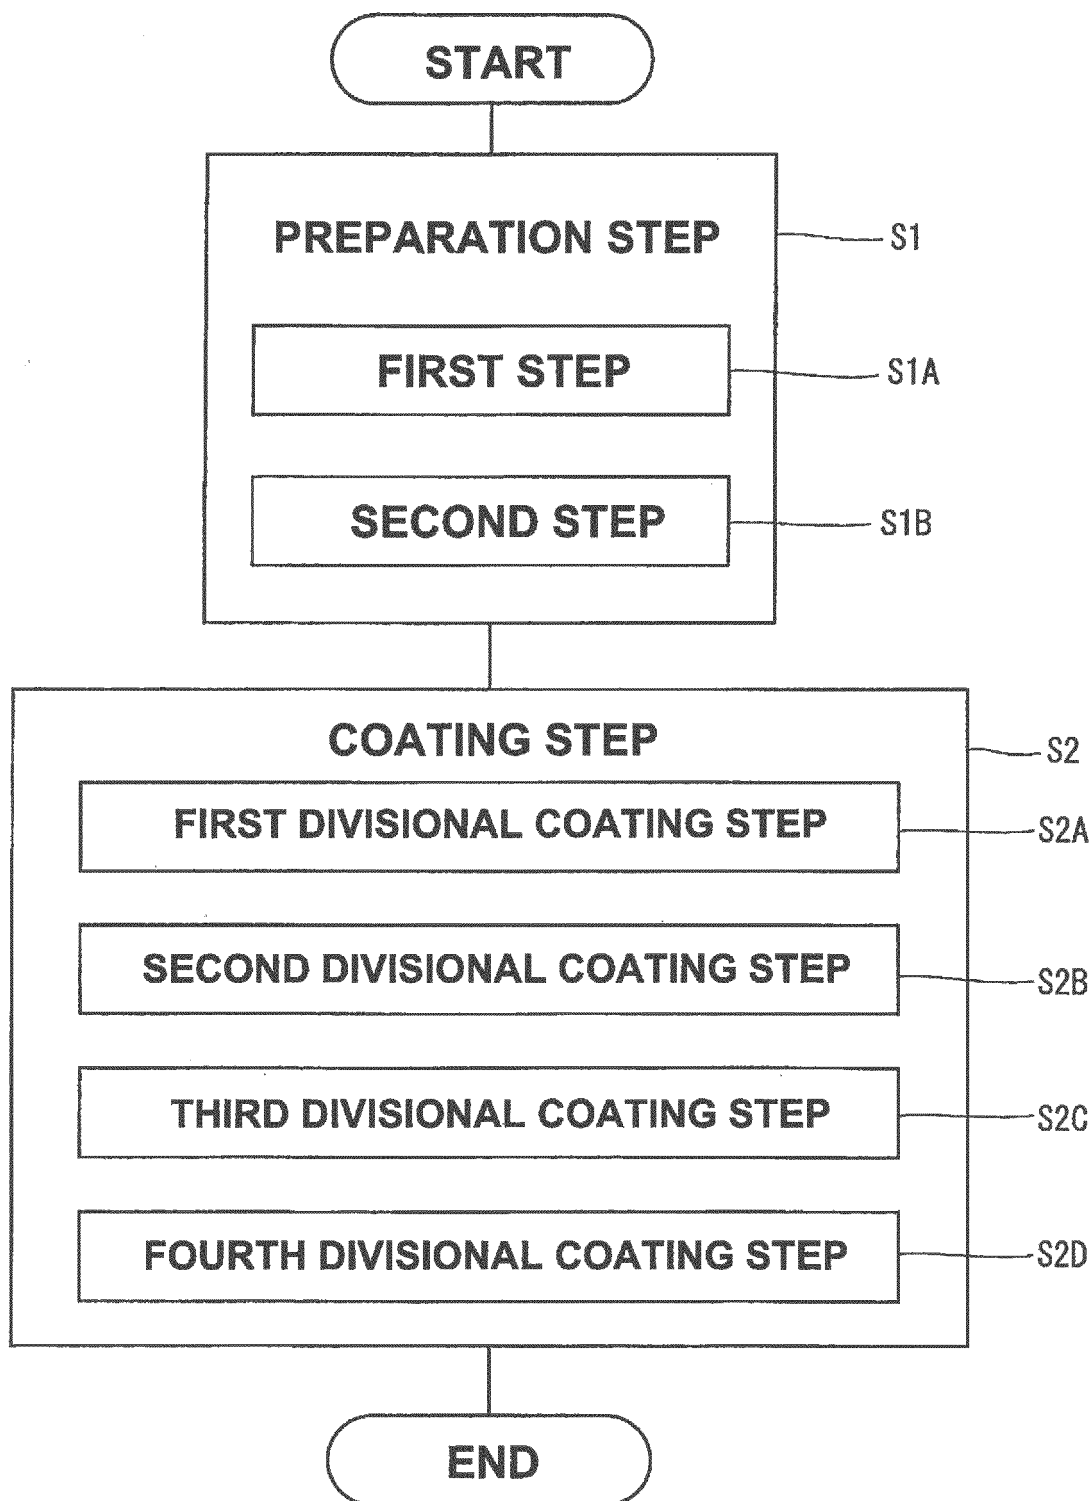 START
PREPARATION STEP
S1
FIRST STEP
S1A
SECOND STEP
S1B
COATING STEP
S2
FIRST DIVISIONAL COATING STEP
S2A
SECOND DIVISIONAL COATING STEP
S2B
THIRD DIVISIONAL COATING STEP
S2C
FOURTH DIVISIONAL COATING STEP
S2D
END